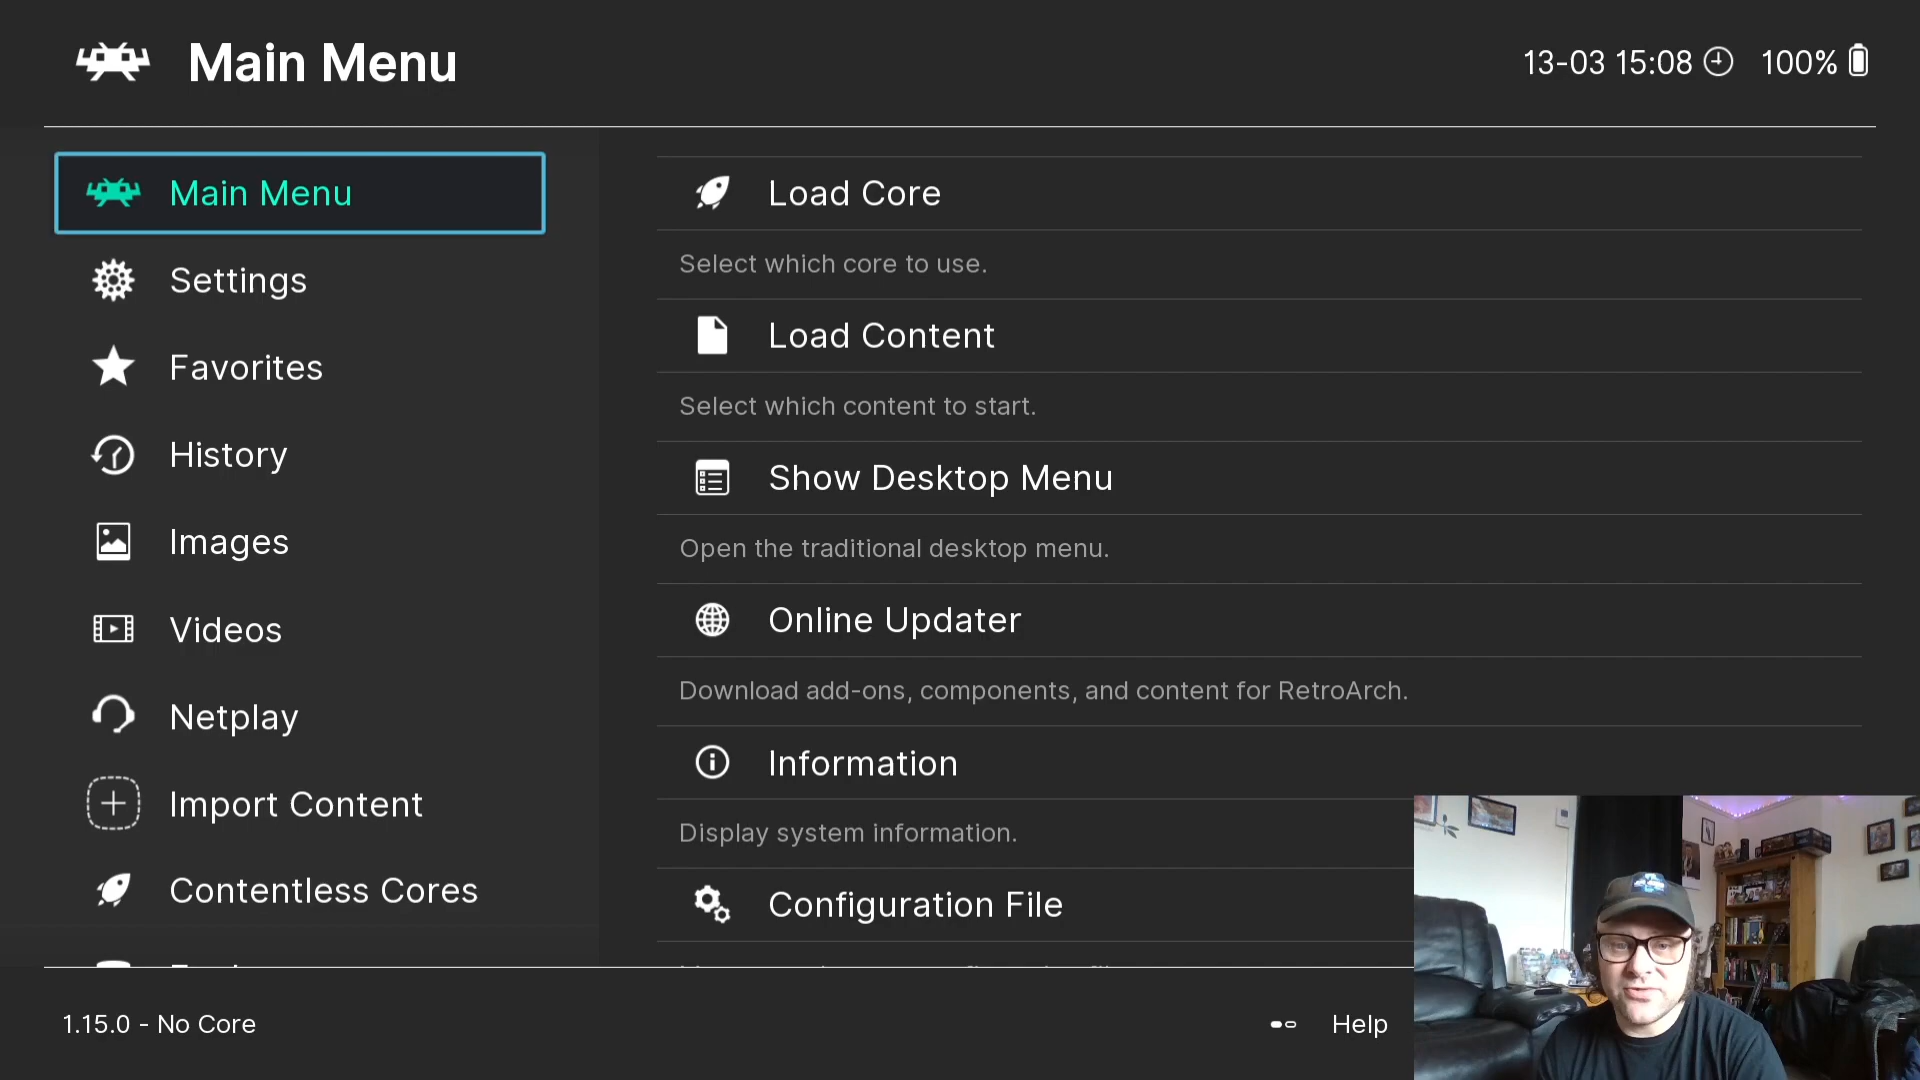 Main Menu
13-03 15:08
100%
Main Menu
Settings
Favorites
History
Images
Videos
Netplay
Import Content
Contentless Cores
Load Core
Select which core to use.
Load Content
Select which content to start.
Show Desktop Menu
Open the traditional desktop menu.
Online Updater
Download add-ons, components, and content for RetroArch.
Information
Display system information.
Configuration File
1.15.0 - No Core
Help